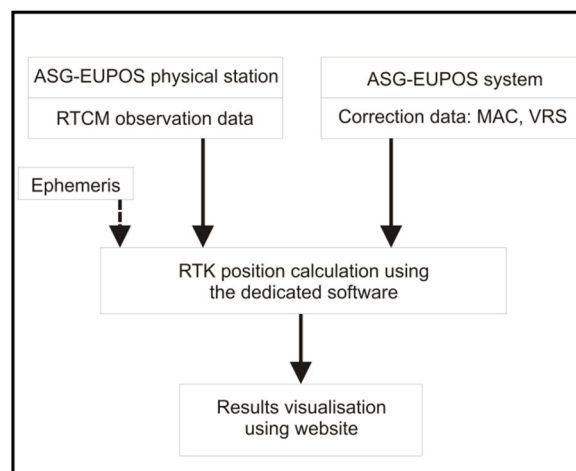 ASG-EUPOS physical station
RTCM observation data
ASG-EUPOS system
Correction data: MAC, VRS
Ephemeris
RTK position calculation using
the dedicated software
Results visualisation
using website